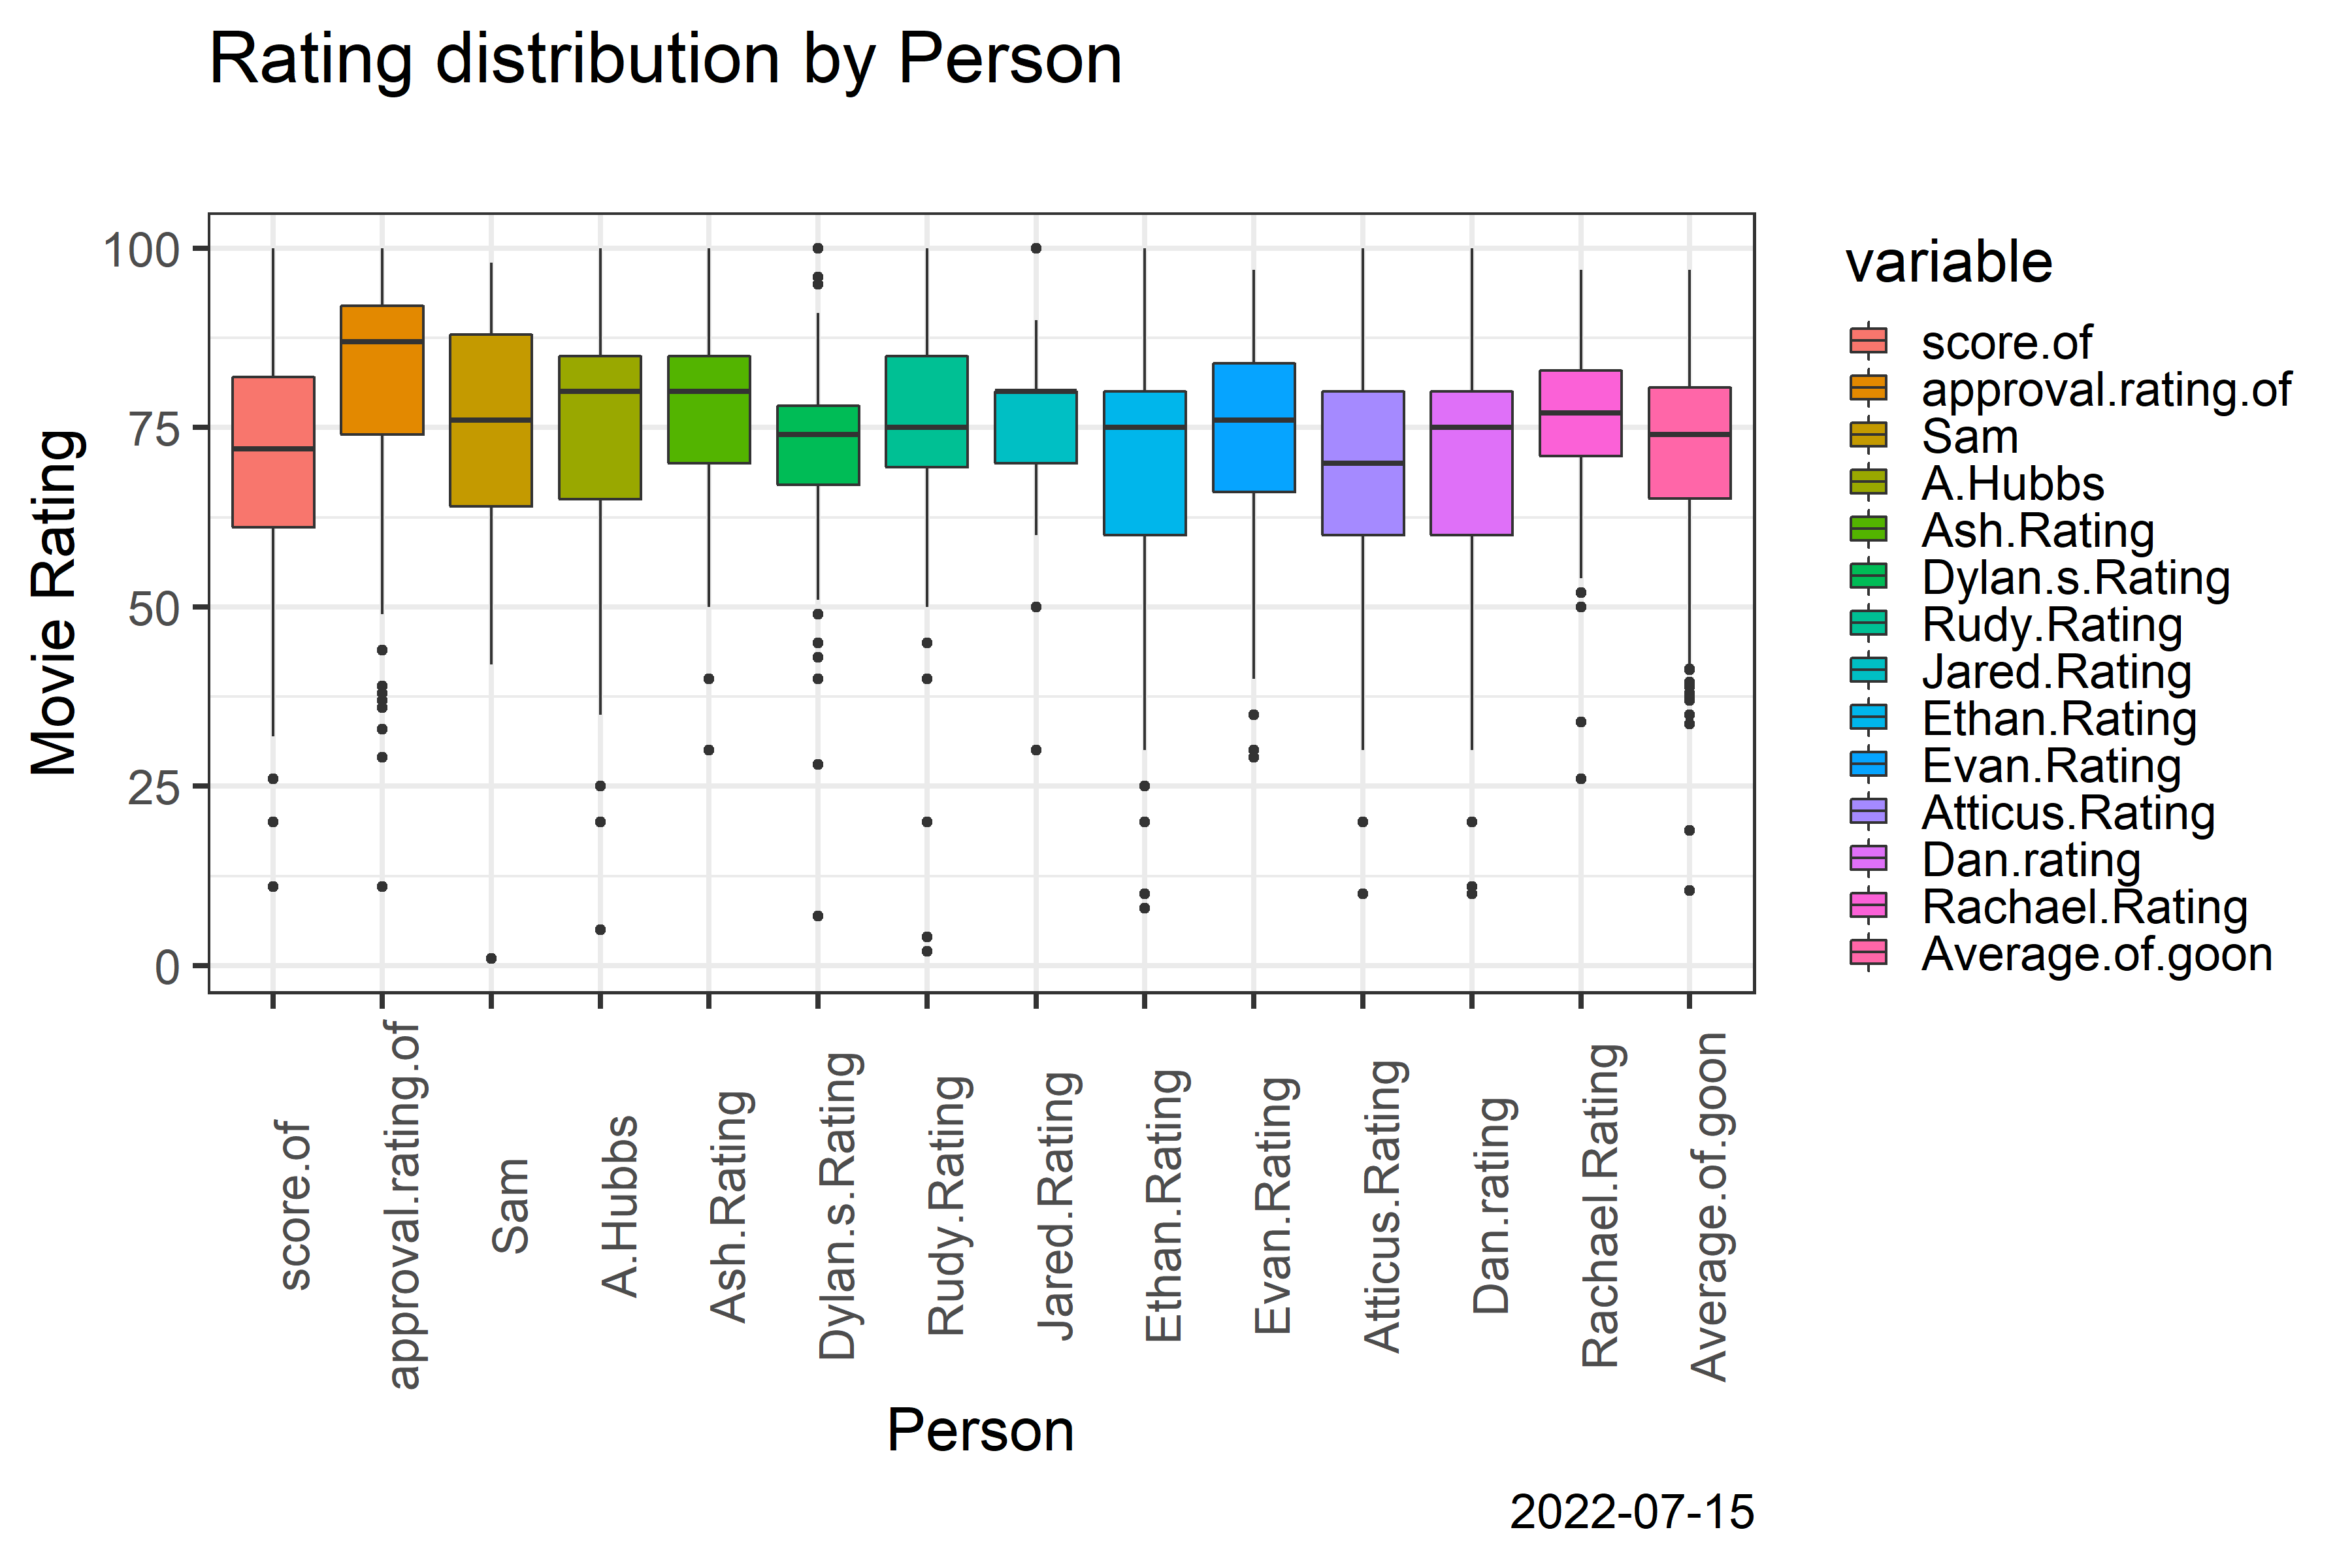 Rating distribution by Person
Movie Rating
100
75
50
25
0
score.of
approval.rating.of
Sam
A.Hubbs
Ash.Rating
Dylan.s.Rating
Rudy.Rating
Jared.Rating
Ethan.Rating
Evan.Rating
Atticus.Rating
Dan.rating
Rachael.Rating
Average.of.goon
Person
variable
score.of
approval.rating.of
Sam
A.Hubbs
Ash.Rating
Dylan.s.Rating
Rudy.Rating
Jared.Rating
Ethan.Rating
Evan.Rating
Atticus.Rating
Dan.rating
Rachael.Rating
Average.of.goon
2022-07-15